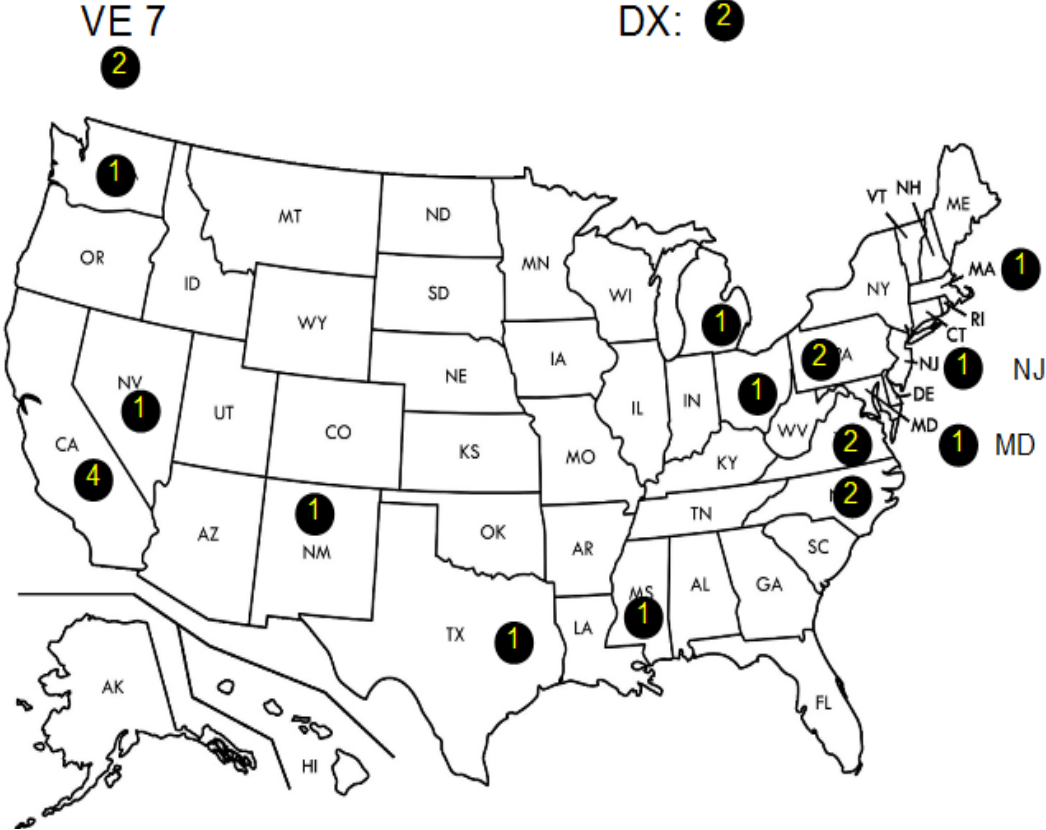 VE 7
DX: 2
2
1
MT
ND
VT
NH
ME
OR
ID
MN
MA 1
SD
WI
NY
WY
1
RI
CT
IA
2
NJ 1 NJ
NV
NE
1
1
DE
UT
IL
IN
MD
CO
WV
2
1 MD
CA
KS
MO
KY
4
2
1
TN
AZ
NM
OK
AR
SC
MS
AL
GA
1
TX
1
LA
AK
FL
HI